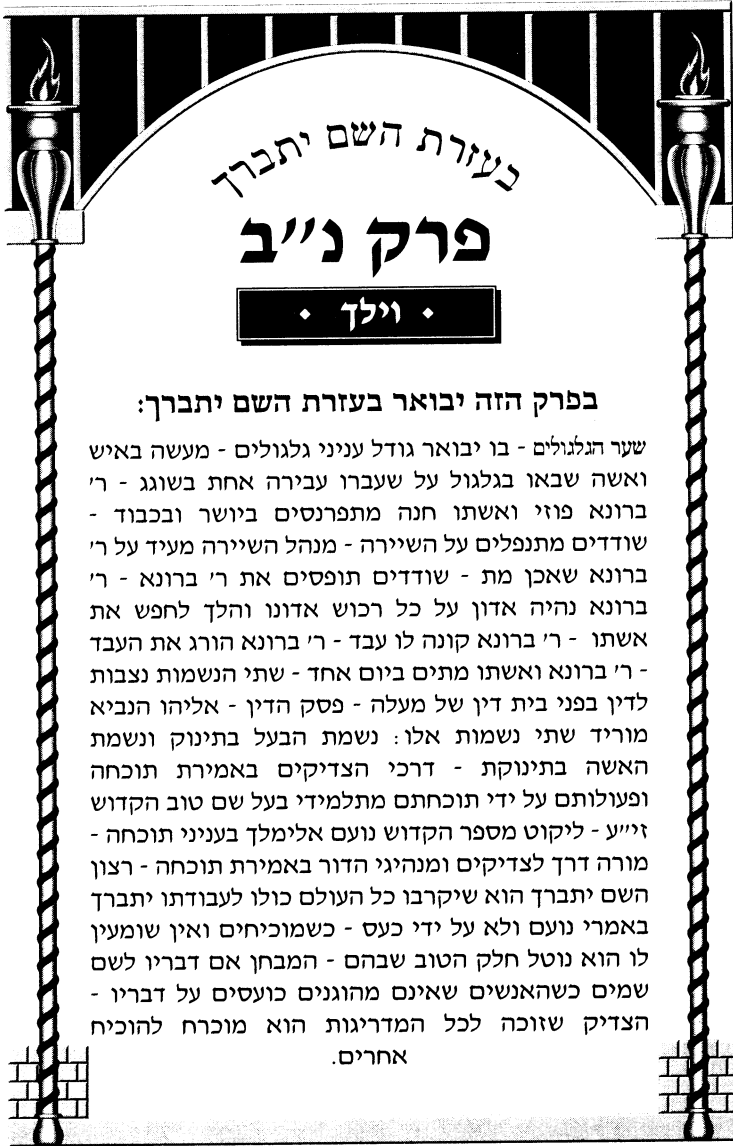 בעזרת השם יתברך
פרק נ״ב
וילך
בפרק הזה יבואר בעזרת השם יתברך:
שער הגלגולים - בו יבואר גודל עניני גלגולים - מעשה באיש
ואשה שבאו בגלגול על שעברו עבירה אחת בשוגג - ר׳
ברונא פוזי ואשתו חנה מתפרנסים ביושר ובכבוד -
שודדים מתנפלים על השיירה - מנהל השיירה מעיד על ר׳
ברונא שאכן מת - שודדים תופסים את ר׳ ברונא - ר׳
ברונא נהיה אדון על כל רכוש אדונו והלך לחפש את
אשתו - ר׳ ברונא קונה לו עבד - ר׳ ברונא הורג את העבד
- ר׳ ברונא ואשתו מתים ביום אחד - שתי הנשמות נצבות
לדין בפני בית דין של מעלה - פסק הדין - אליהו הנביא
מוריד שתי נשמות אלו: נשמת הבעל בתינוק ונשמת
האשה בתינוקת - דרכי הצדיקים באמירת תוכחה
ופעולותם על ידי תוכחתם מתלמידי בעל שם טוב הקדוש
זי״ע - ליקוט מספר הקדוש נועם אלימלך בעניני תוכחה -
מורה דרך לצדיקים ומנהיגי הדור באמירת תוכחה - רצון
השם יתברך הוא שיקרבו כל העולם כולו לעבודתו יתברך
באמרי נועם ולא על ידי כעס - כשמוכיחים ואין שומעין
לו הוא נוטל חלק הטוב שבהם - המבחן אם דבריו לשם
שמים כשהאנשים שאינם מהוגנים כועסים על דבריו -
הצדיק שזוכה לכל המדריגות הוא מוכרח להוכיח
אחרים.